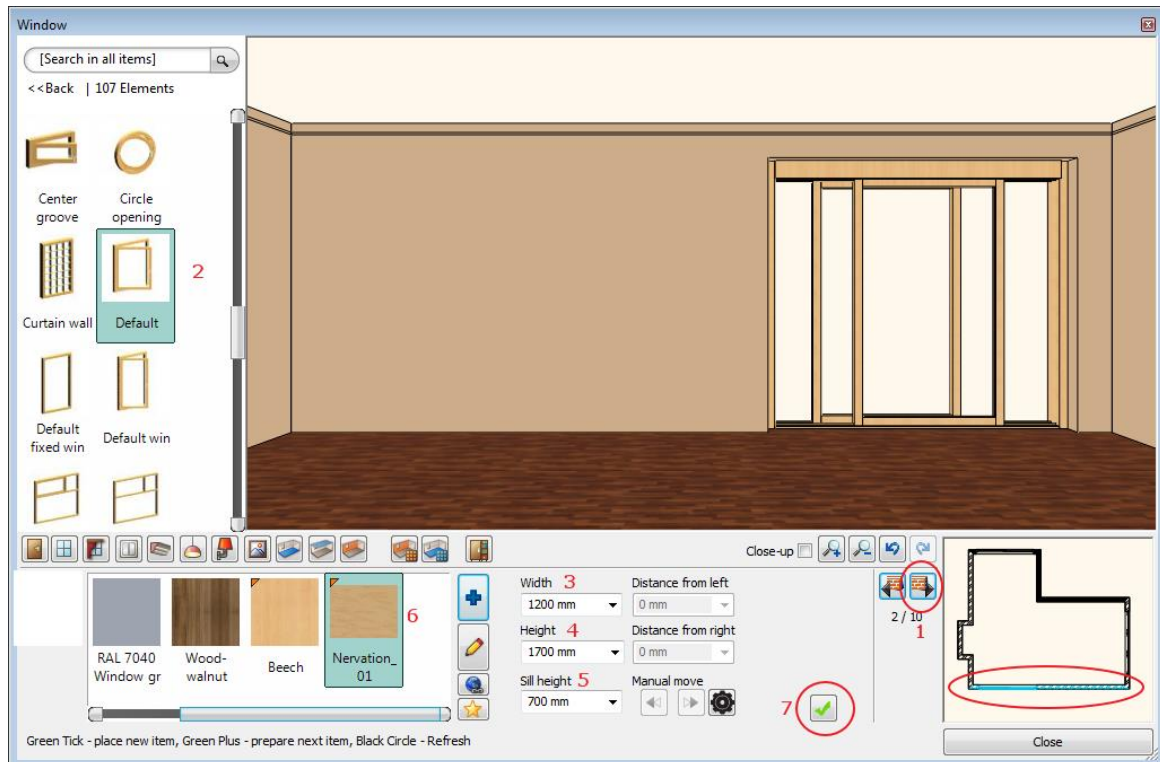 Window
[Search in all items]
<<Back | 107 Elements
Center groove
Circle opening
Curtain wall
Default
2
Default fixed win
Default win
Close-up
RAL 7040 Window gr
Wood-walnut
Beech
Nervation_01
6
Width 3
1200 mm
Height 4
1700 mm
Sill height 5
700 mm
Distance from left
0 mm
Distance from right
0 mm
Manual move
7
2 / 10
1
Green Tick - place new item, Green Plus - prepare next item, Black Circle - Refresh
Close